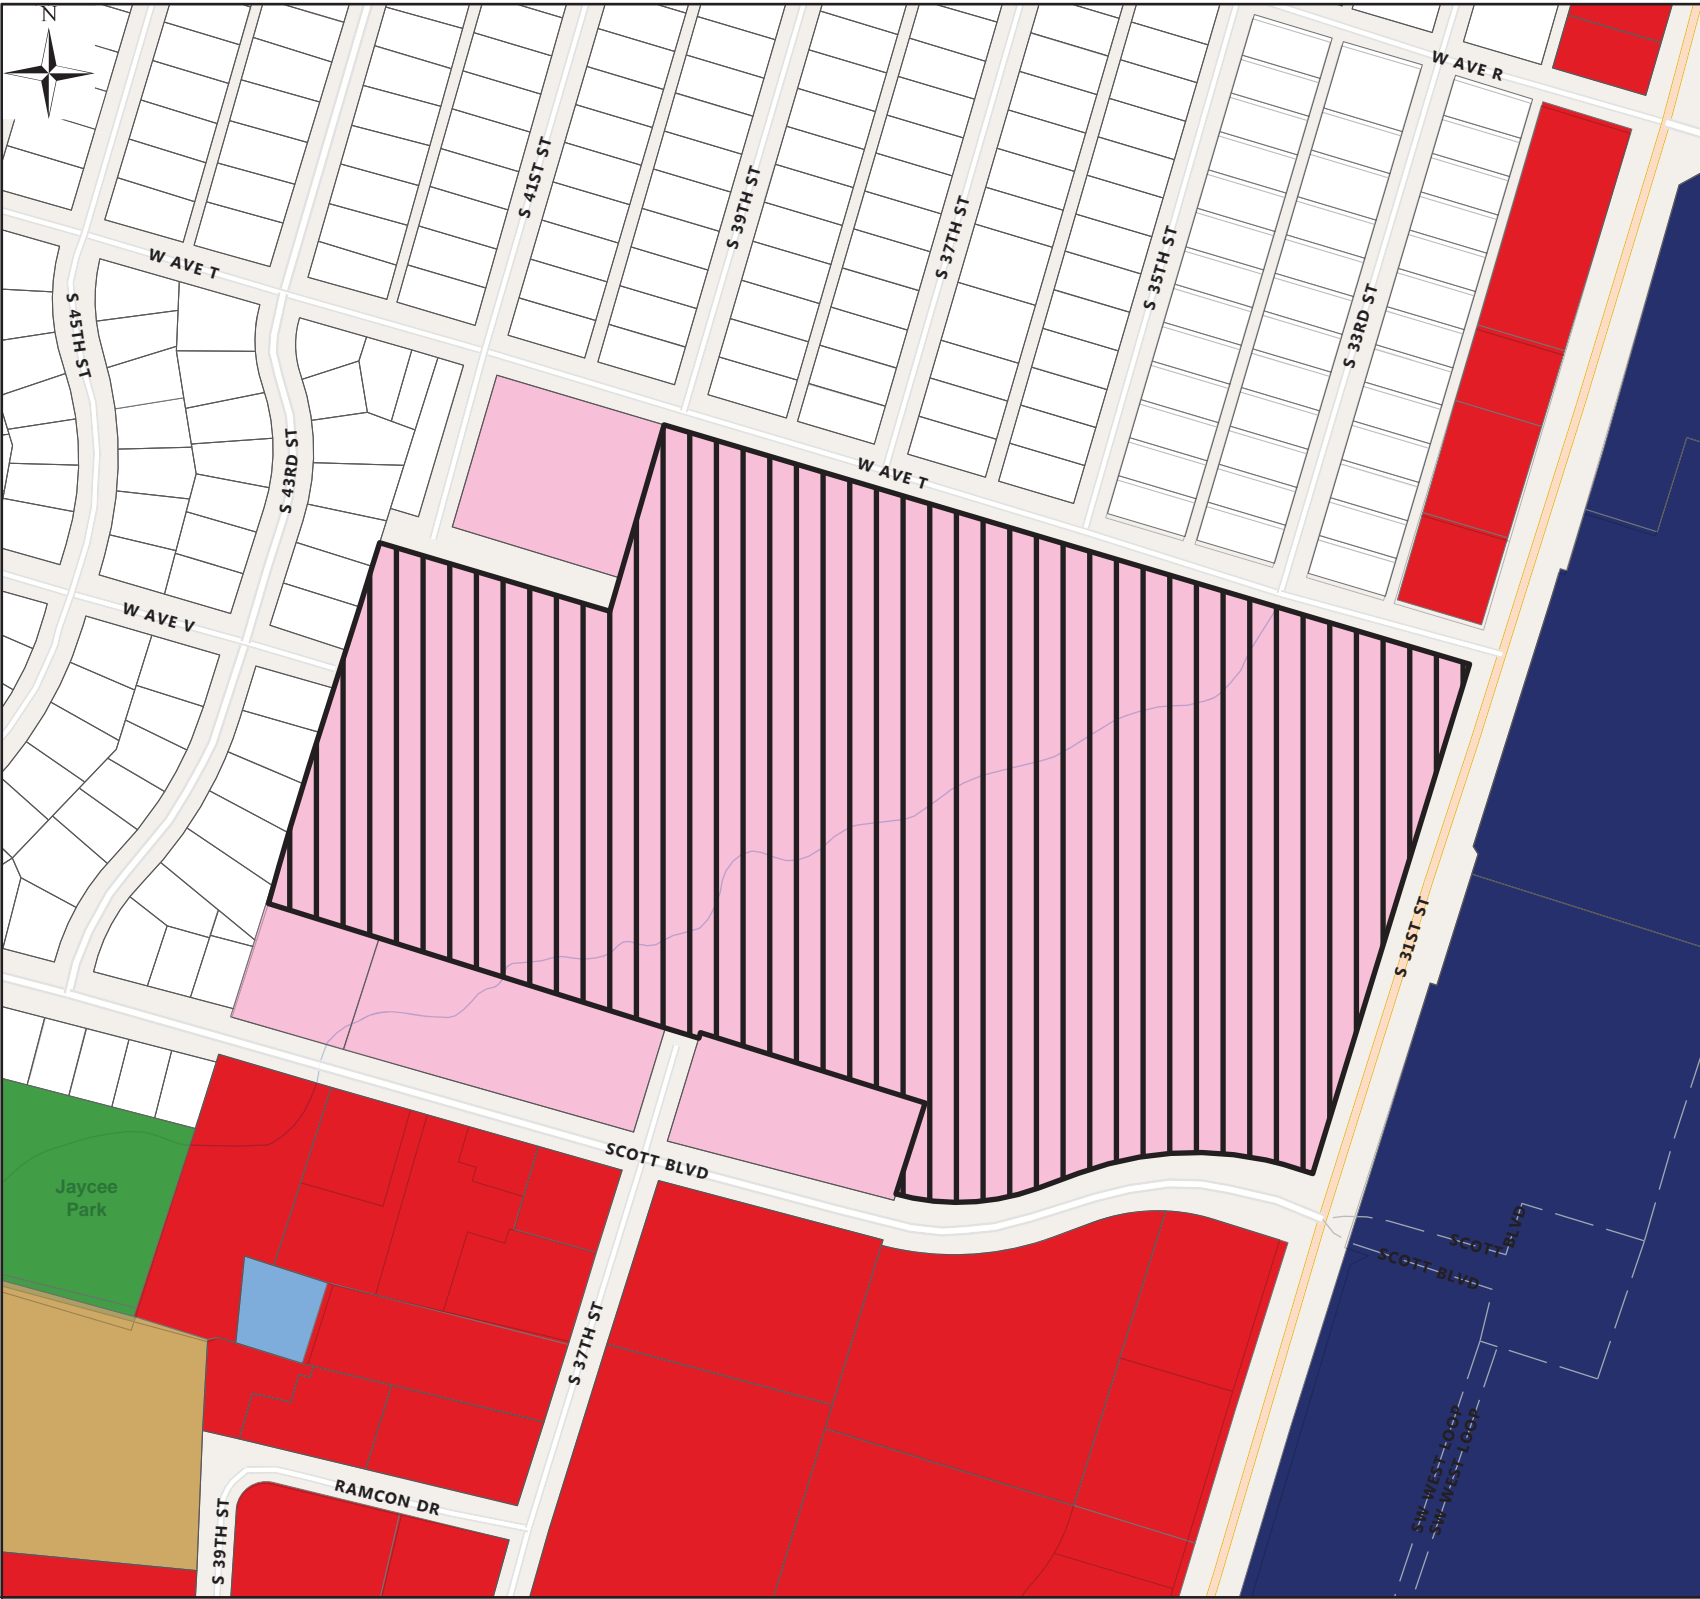 N
W AVE R
S 41ST ST
S 39TH ST
S 37TH ST
S 35TH ST
S 33RD ST
W AVE T
S 45TH ST
S 43RD ST
W AVE T
W AVE V
S 31ST ST
SCOTT BLVD
Jaycee
Park
SCOTT BLVD
SCOTT BLVD
S 37TH ST
SW WEST LOOP
SW WEST LOOP
RAMCON DR
S 39TH ST